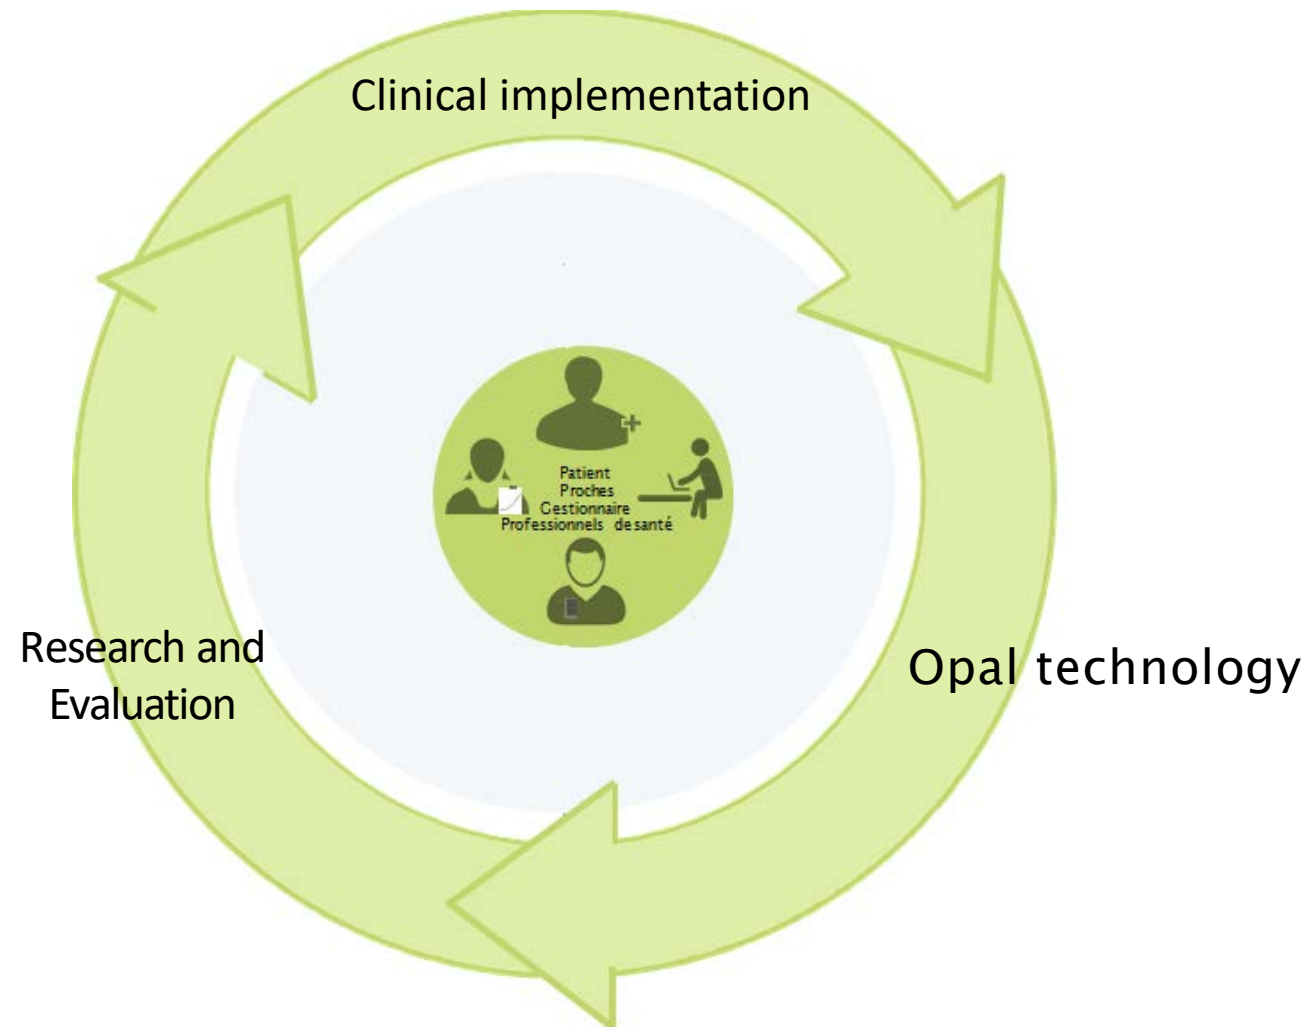 Clinical implementation
Patient
Proches
Gestionnaire
Professionnels de santé
Research and
Evaluation
Opal technology